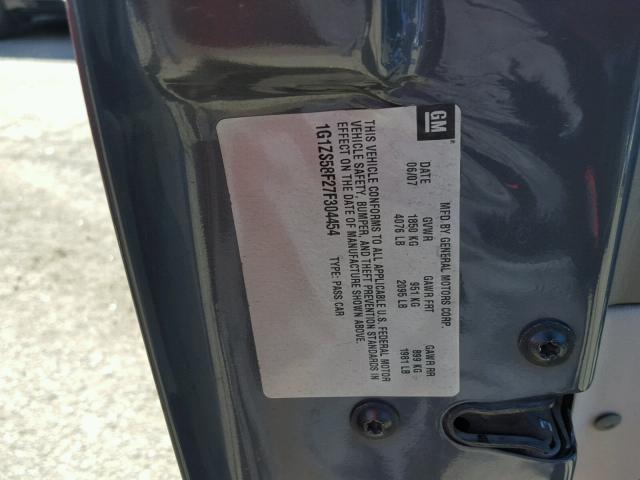 GM
MFD BY GENERAL MOTORS CORP.
DATE GVWR GAWR FRT GAWR RR
06/07 1850 KG 951 KG 899 KG
4076 LB 2095 LB 1981 LB
THIS VEHICLE CONFORMS TO ALL APPLICABLE U.S. FEDERAL MOTOR
VEHICLE SAFETY, BUMPER, AND THEFT PREVENTION STANDARDS IN
EFFECT ON THE DATE OF MANUFACTURE SHOWN ABOVE.
1G1ZS58F27F304454 TYPE: PASS CAR